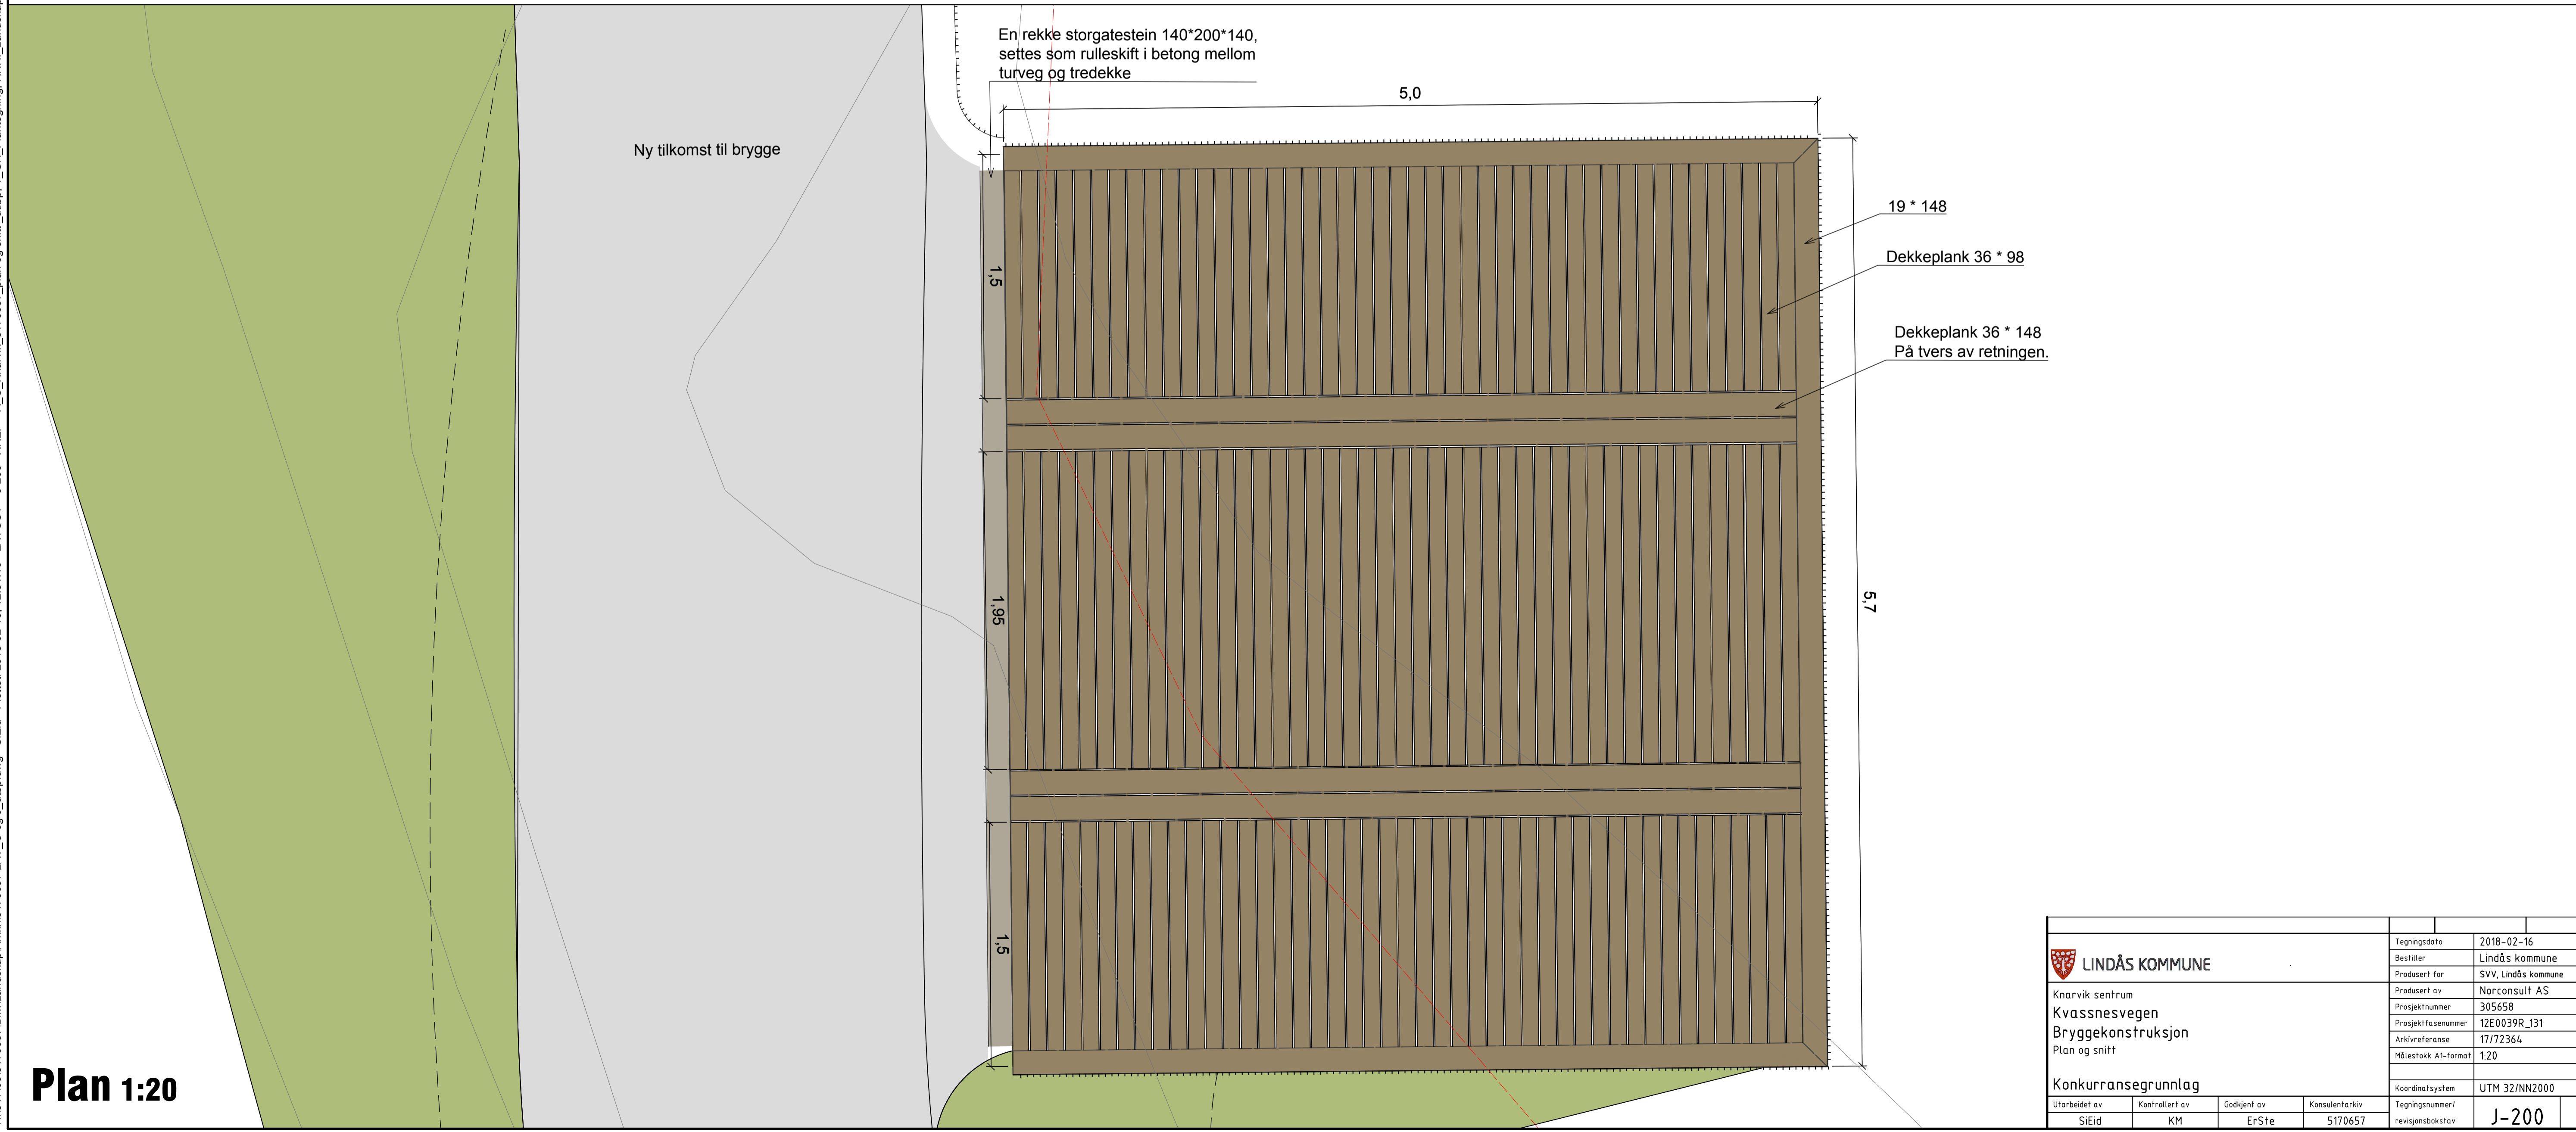 En rekke storgatestein 140*200*140,
settes som rulleskift i betong mellom
turveg og tredekke
5,0
Ny tilkomst til brygge
19 * 148
Dekkeplank 36 * 98
Dekkeplank 36 * 148
På tvers av retningen.
1,5
1,95
5,7
1,5
Plan 1:20
LINDÅS KOMMUNE
Knarvik sentrum
Kvassnesvegen
Bryggekonstruksjon
Plan og snitt
Konkurransegrunnlag
Utarbeidet av Kontrollert av Godkjent av Konsulentarkiv
SiEid KM ErSte 5170657
Tegningsdato 2018-02-16
Bestiller Lindås kommune
Produsert for SVV, Lindås kommune
Produsert av Norconsult AS
Prosjektnummer 305658
Prosjektfasenummer 12E0039R_131
Arkivreferanse 17/72364
Målestokk A1-format 1:20
Koordinatsystem UTM 32/NN2000
Tegningsnummer/
revisjonsbokstav J-200